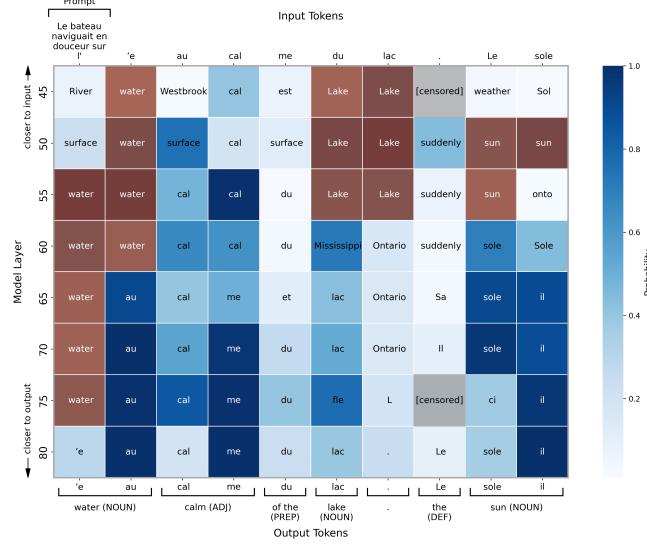 Prompt
Input Tokens
Le bateau
naviguait en
douceur sur
l' 'e au cal me du lac . Le sole
closer to input
45 River water Westbrook cal est Lake Lake [censored] weather Sol
50 surface water surface cal surface Lake Lake suddenly sun sun
55 water water cal cal du Lake Lake suddenly sun onto
60 water water cal cal du Mississippi Ontario suddenly sole Sole
65 water au cal me et lac Ontario Sa sole il
70 water au cal me du lac Ontario Il sole il
75 water au cal me du fle L [censored] ci il
80 'e au cal me du lac . Le sole il
closer to output
Model Layer
'e au cal me du lac . Le sole il
water (NOUN) calm (ADJ) of the lake . the sun (NOUN)
(PREP) (NOUN) (DEF)
Output Tokens
1.0
0.8
0.6
0.4
0.2